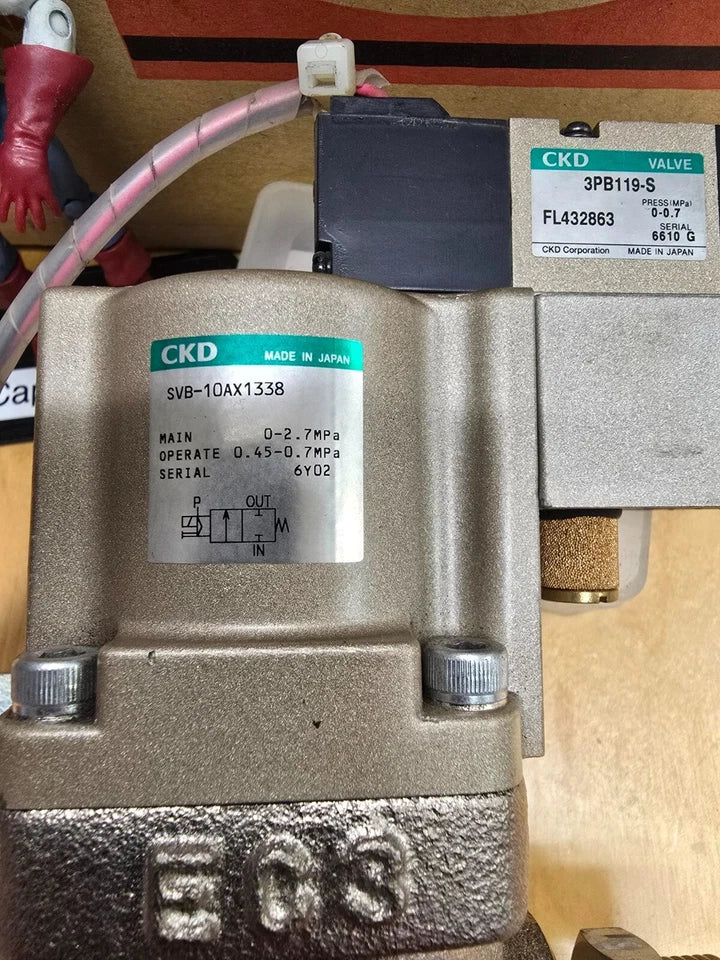 CKD VALVE
3PB119-S
PRESS(MPa)
FL432863 0-0.7
SERIAL
6610 G
CKD Corporation MADE IN JAPAN
CKD MADE IN JAPAN
SVB-10AX1338
MAIN 0-2.7MPa
OPERATE 0.45-0.7MPa
SERIAL 6Y02
P OUT
IN
Cap